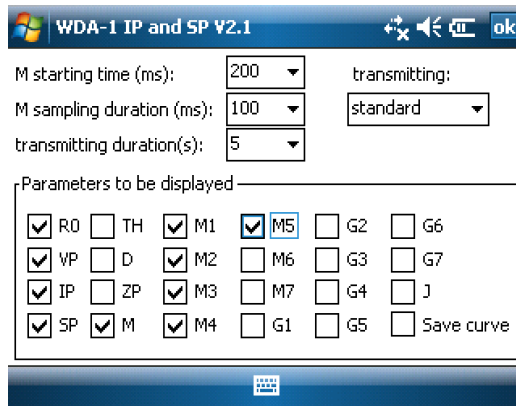 WDA-1 IP and SP V2.1 ok
M starting time (ms): 200 transmitting:
M sampling duration (ms): 100 standard
transmitting duration(s): 5
Parameters to be displayed
R0 TH M1 M5 G2 G6
VP D M2 M6 G3 G7
IP ZP M3 M7 G4 J
SP M M4 G1 G5 Save curve